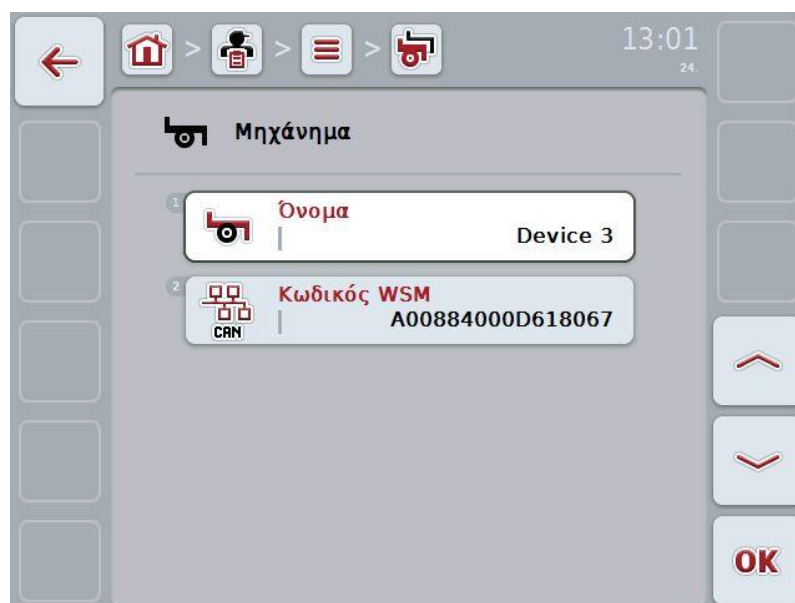 13:01
24.
> > >
Μηχάνημα
1
Όνομα
Device 3
2
Κωδικός WSM
A00884000D618067
CAN
OK